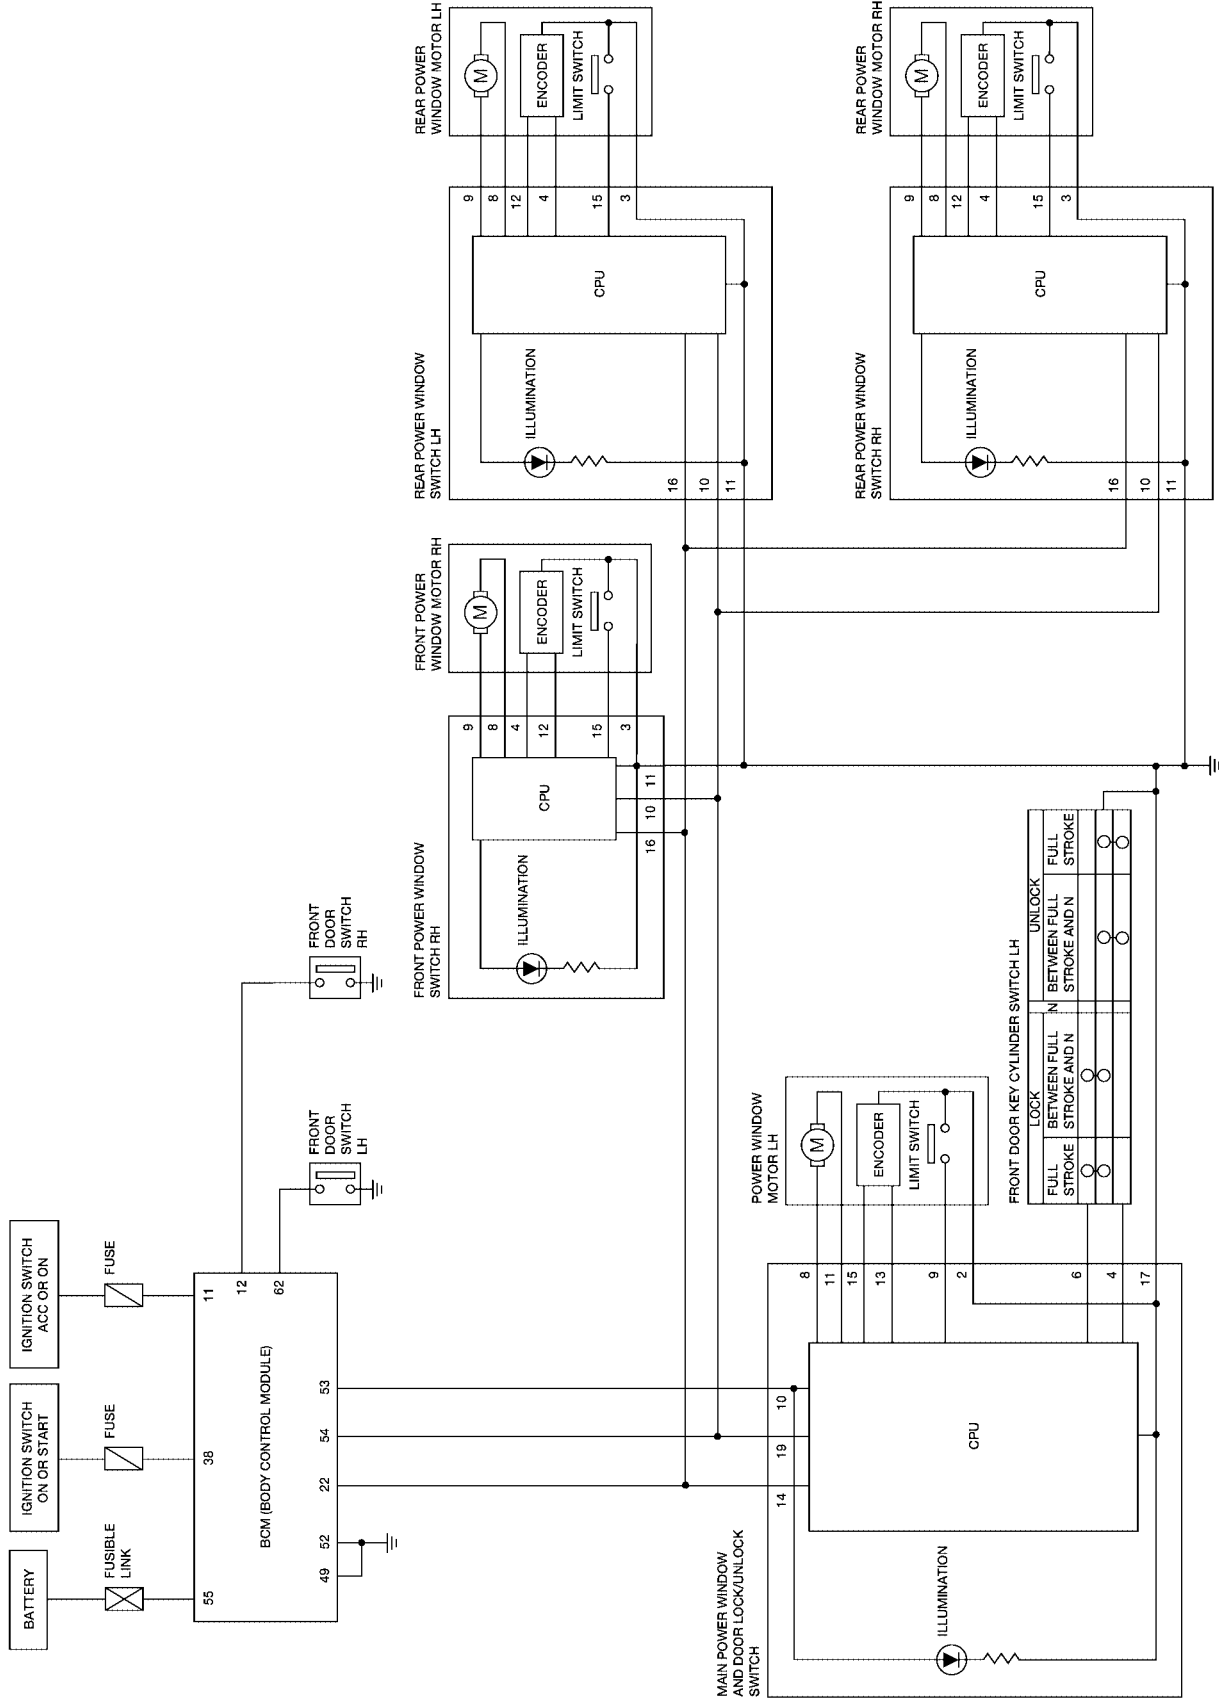 BATTERY
IGNITION SWITCH
ON OR START
IGNITION SWITCH
ACC OR ON
FUSIBLE
LINK
FUSE
FUSE
55
38
11
12
62
BCM (BODY CONTROL MODULE)
49
52
22
54
53
FRONT
DOOR
SWITCH
LH
FRONT
DOOR
SWITCH
RH
FRONT POWER WINDOW
SWITCH RH
ILLUMINATION
CPU
9
8
4
12
15
3
16
10
11
FRONT POWER
WINDOW MOTOR RH
M
ENCODER
LIMIT SWITCH
REAR POWER WINDOW
SWITCH LH
ILLUMINATION
CPU
9
8
12
4
15
3
16
10
11
REAR POWER
WINDOW MOTOR LH
M
ENCODER
LIMIT SWITCH
MAIN POWER WINDOW
AND DOOR LOCK/UNLOCK
SWITCH
ILLUMINATION
14
19
10
CPU
8
11
15
13
9
2
6
4
17
POWER WINDOW
MOTOR LH
M
ENCODER
LIMIT SWITCH
FRONT DOOR KEY CYLINDER SWITCH LH
LOCK
N
UNLOCK
FULL
STROKE
BETWEEN FULL
STROKE AND N
BETWEEN FULL
STROKE AND N
FULL
STROKE
REAR POWER WINDOW
SWITCH RH
ILLUMINATION
CPU
9
8
12
4
15
3
16
10
11
REAR POWER
WINDOW MOTOR RH
M
ENCODER
LIMIT SWITCH